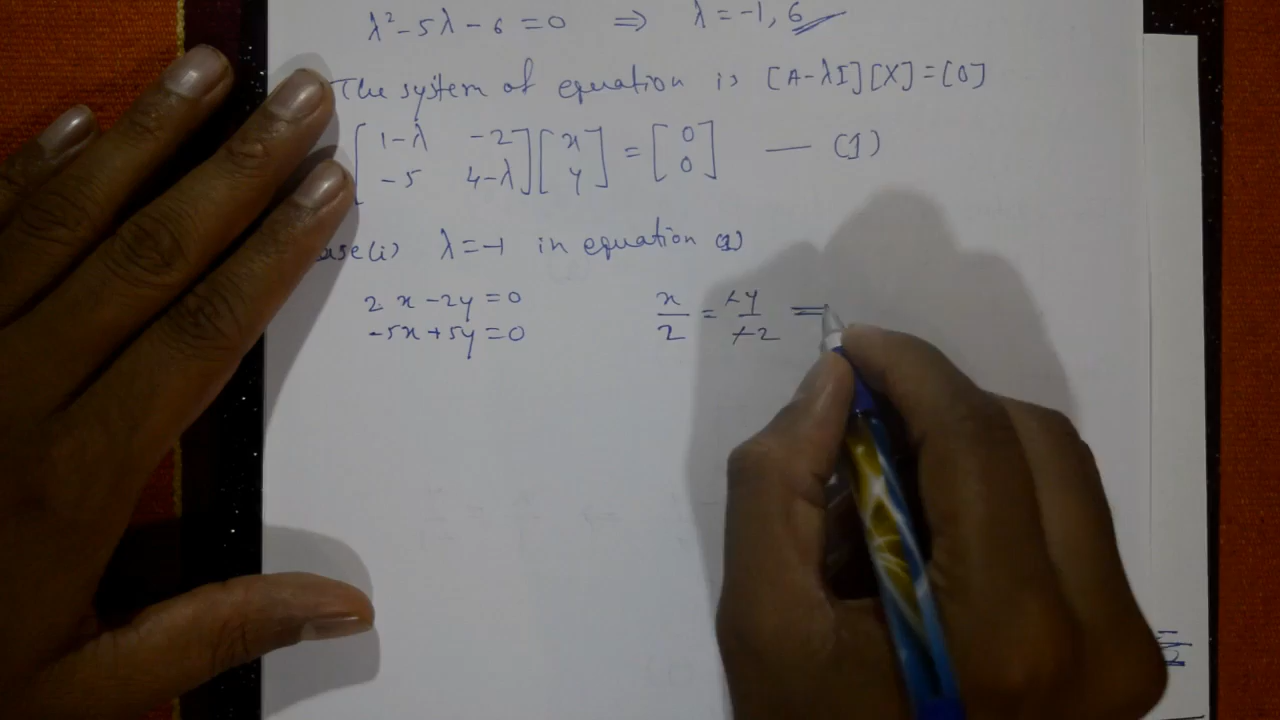 λ² - 5λ - 6 = 0 ⇒ λ = -1, 6
The system of equation is [A-λI][X] = [0]
[1-λ -2] [x] = [0] — (1)
[-5 4-λ] [y] [0]
ase(i) λ = -1 in equation (1)
2x - 2y = 0 x/2 = -y/-2 =
-5x + 5y = 0